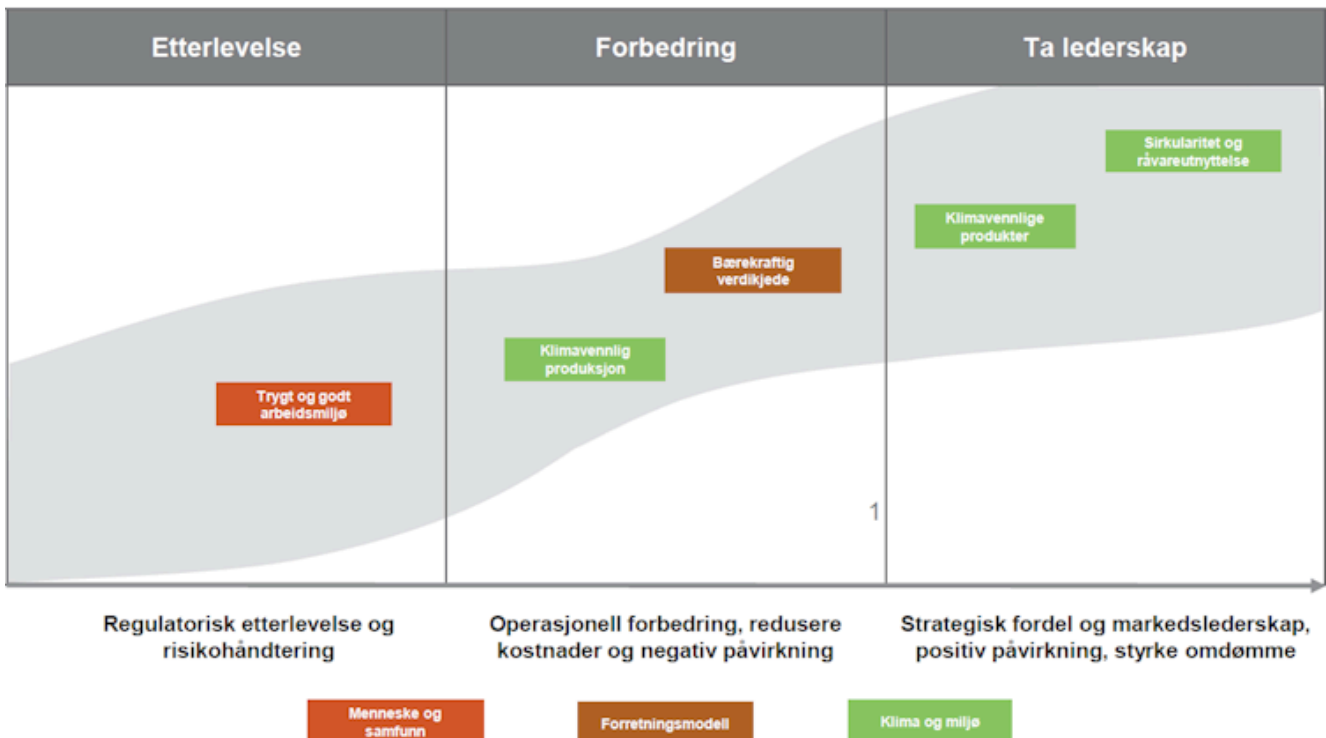 Etterlevelse
Forbedring
Ta lederskap
Sirkularitet og
råvareutnyttelse
Klimavennlige
produkter
Bærekraftig
verdikjede
Klimavennlig
produksjon
Trygt og godt
arbeidsmiljø
1
Regulatorisk etterlevelse og
risikohåndtering
Operasjonell forbedring, redusere
kostnader og negativ påvirkning
Strategisk fordel og markedslederskap,
positiv påvirkning, styrke omdømme
Menneske og
samfunn
Forretningsmodell
Klima og miljø